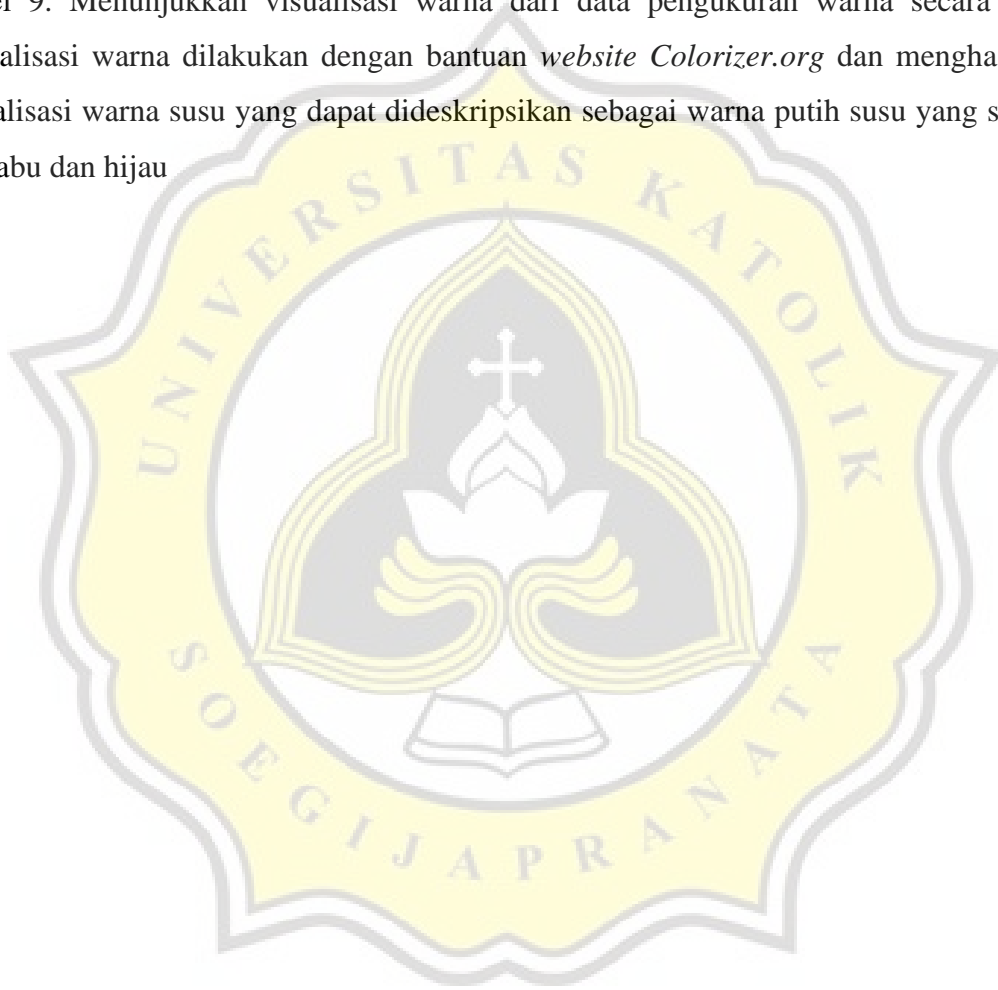 el 9. Menunjukkan visualisasi warna dari data pengukuran warna secara
alisasi warna dilakukan dengan bantuan website Colorizer.org dan mengha
alisasi warna susu yang dapat dideskripsikan sebagai warna putih susu yang s
abu dan hijau
UNIVERSITAS KATOLIK
SOEGIJAPRANATA